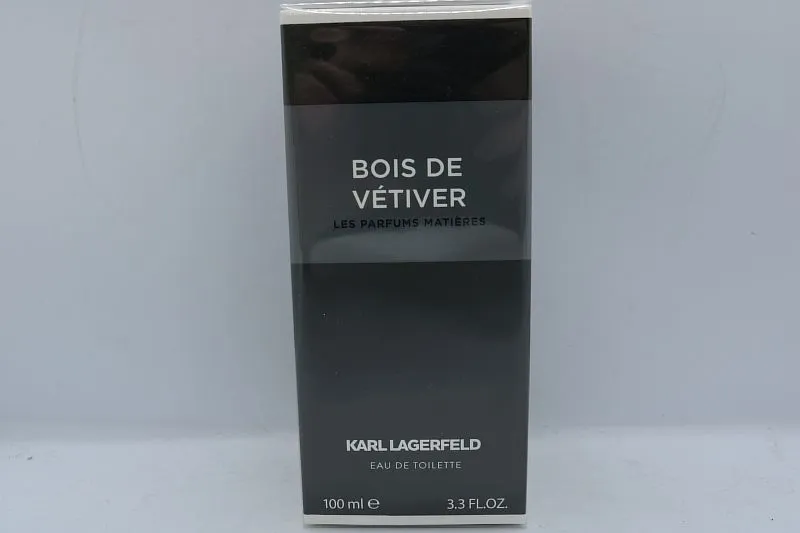 BOIS DE
VÉTIVER
LES PARFUMS MATIÈRES
KARL LAGERFELD
EAU DE TOILETTE
100 ml ℮ 3.3 FL.OZ.